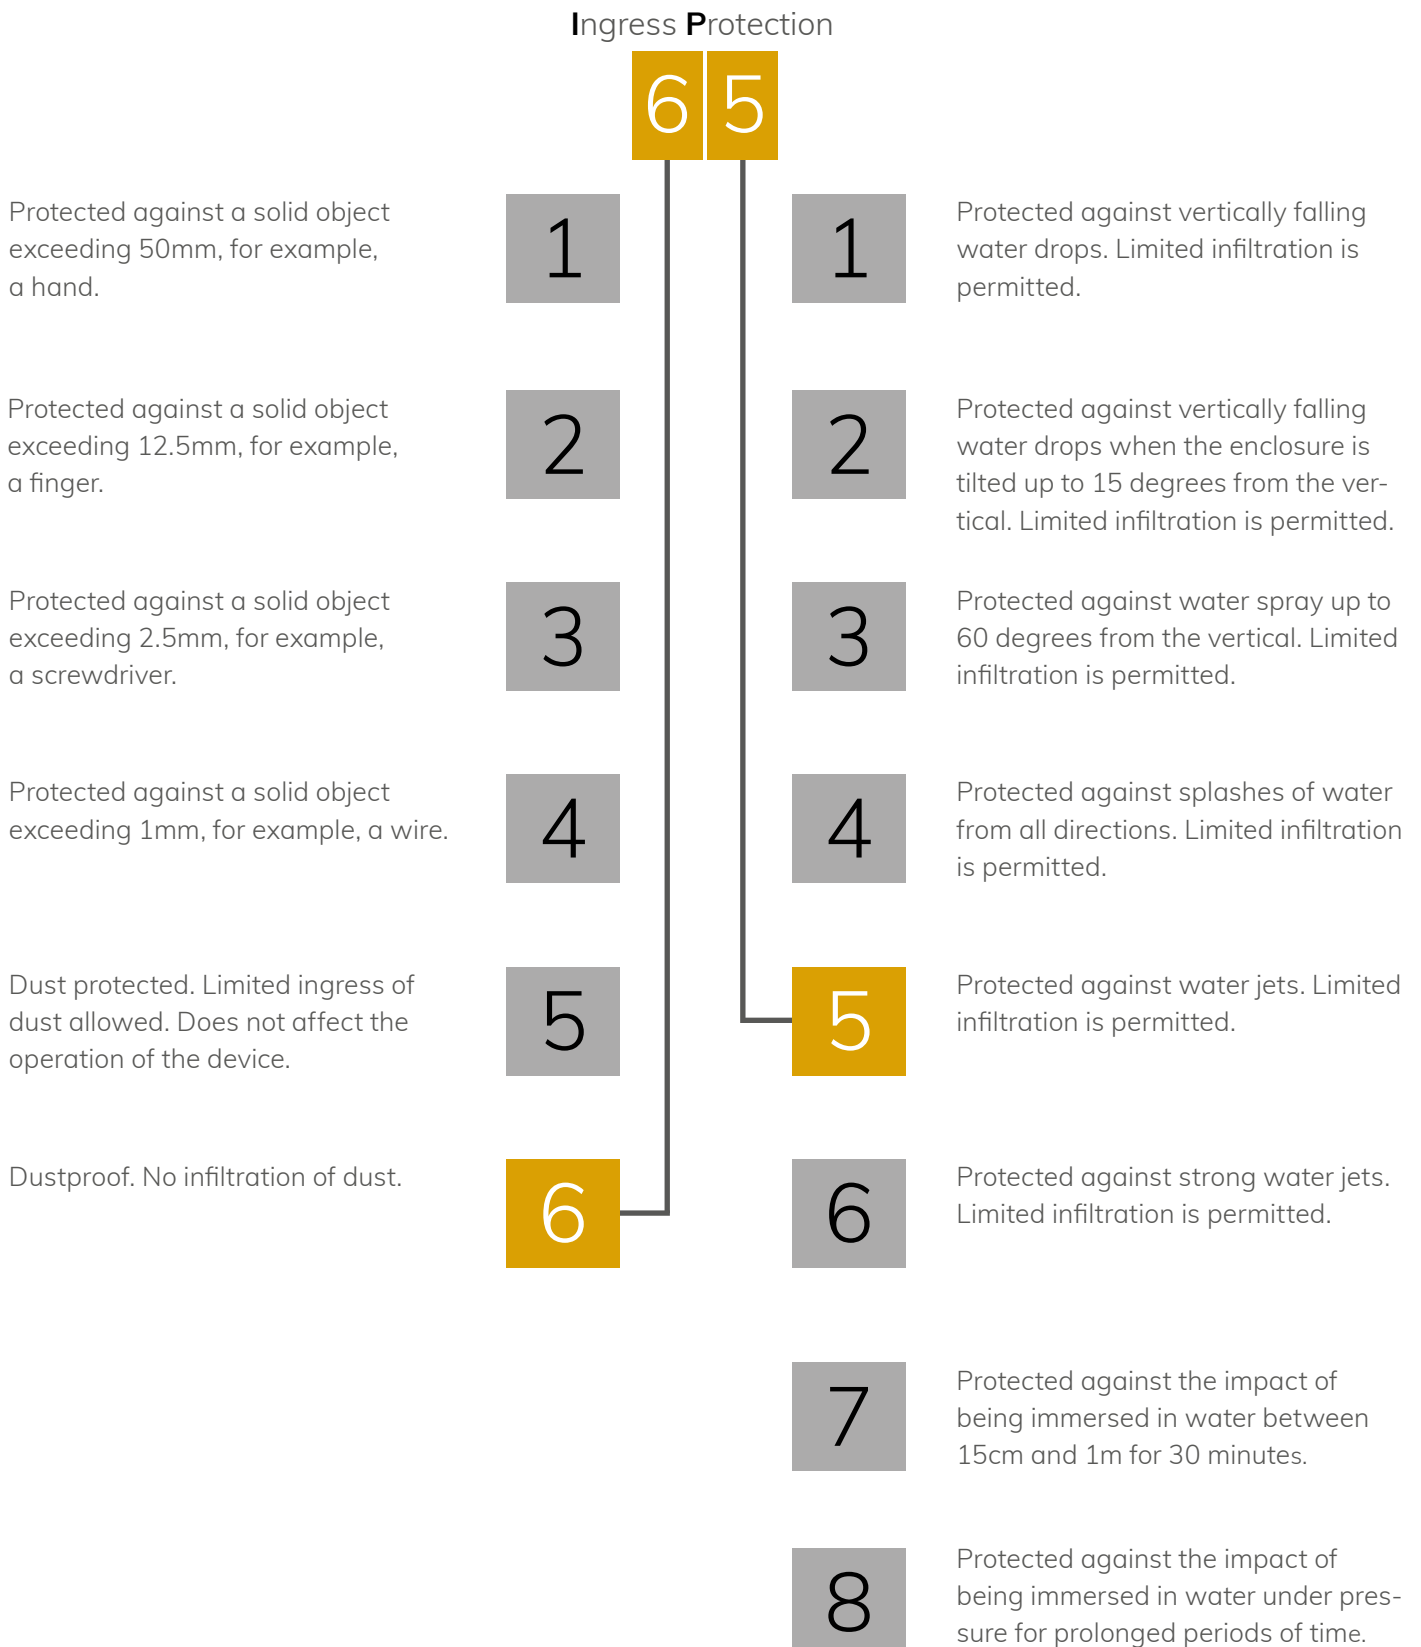 Ingress Protection
6 5
Protected against a solid object
exceeding 50mm, for example,
a hand.
1
1
Protected against vertically falling
water drops. Limited infiltration is
permitted.
Protected against a solid object
exceeding 12.5mm, for example,
a finger.
2
2
Protected against vertically falling
water drops when the enclosure is
tilted up to 15 degrees from the ver-
tical. Limited infiltration is permitted.
Protected against a solid object
exceeding 2.5mm, for example,
a screwdriver.
3
3
Protected against water spray up to
60 degrees from the vertical. Limited
infiltration is permitted.
Protected against a solid object
exceeding 1mm, for example, a wire.
4
4
Protected against splashes of water
from all directions. Limited infiltration
is permitted.
Dust protected. Limited ingress of
dust allowed. Does not affect the
operation of the device.
5
5
Protected against water jets. Limited
infiltration is permitted.
Dustproof. No infiltration of dust.
6
6
Protected against strong water jets.
Limited infiltration is permitted.
7
Protected against the impact of
being immersed in water between
15cm and 1m for 30 minutes.
8
Protected against the impact of
being immersed in water under pres-
sure for prolonged periods of time.